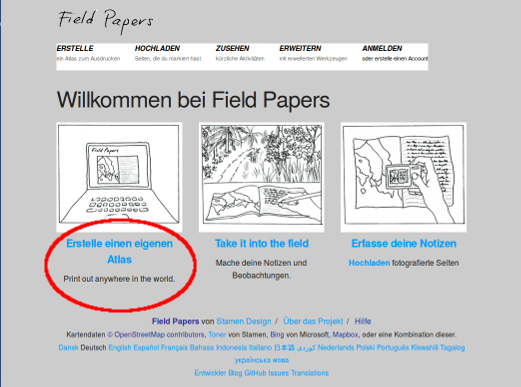 Field Papers
ERSTELLE HOCHLADEN ZUSEHEN ERWEITERN ANMELDEN
ein Atlas zum Ausdrucken Seiten, die du markiert hast kürzliche Aktivitäten mit erweiterten Werkzeugen oder erstelle einen Account
Willkommen bei Field Papers
Field Papers
Erstelle einen eigenen Atlas
Print out anywhere in the world.
Take it into the field
Mache deine Notizen und
Beobachtungen.
Erfasse deine Notizen
Hochladen fotografierte Seiten
Field Papers von Stamen Design / Über das Projekt / Hilfe
Kartendaten © OpenStreetMap contributors, Toner von Stamen, Bing von Microsoft, Mapbox, oder eine Kombination dieser.
Dansk Deutsch English Español Français Bahasa Indonesia Italiano 日本語 كوردی Nederlands Polski Português Kiswahili Tagalog
українська мова
Entwickler Blog GitHub Issues Translations